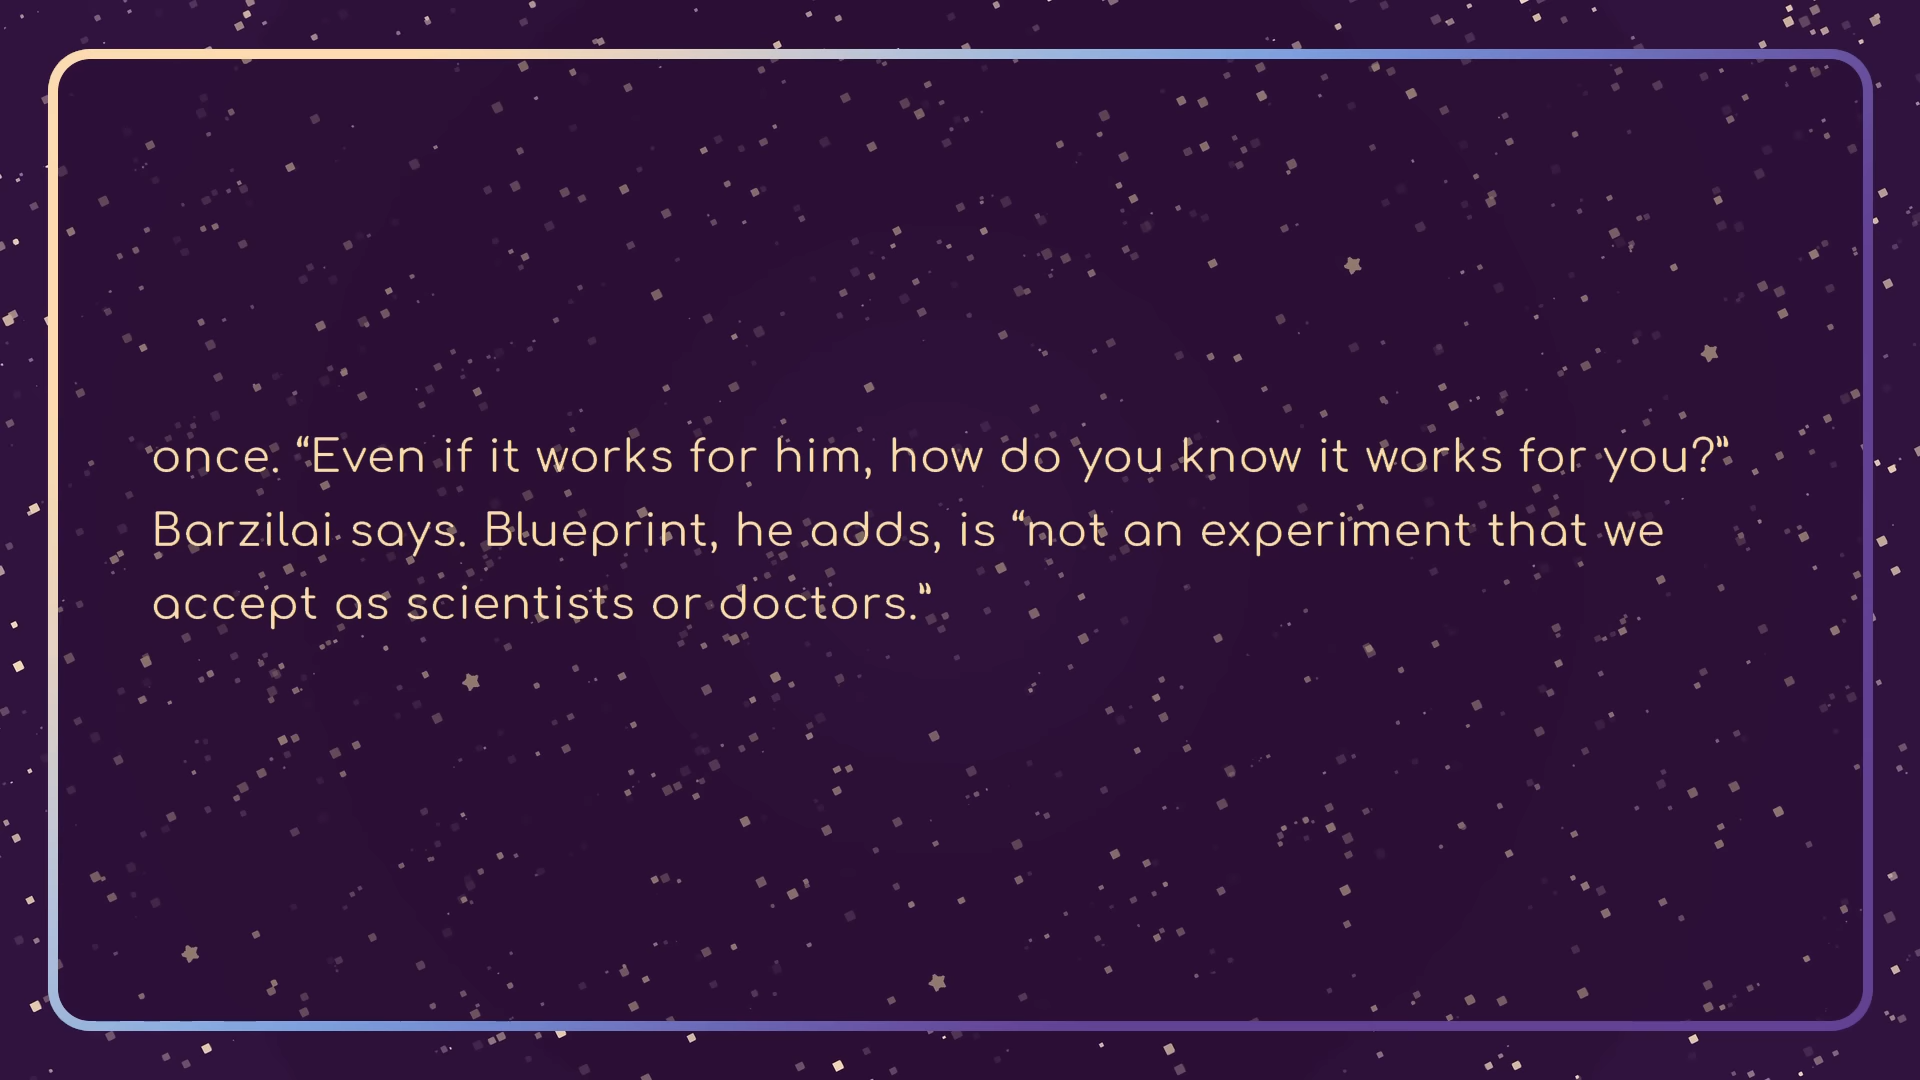 once. “Even if it works for him, how do you know it works for you?”
Barzilai says. Blueprint, he adds, is “not an experiment that we
accept as scientists or doctors.”